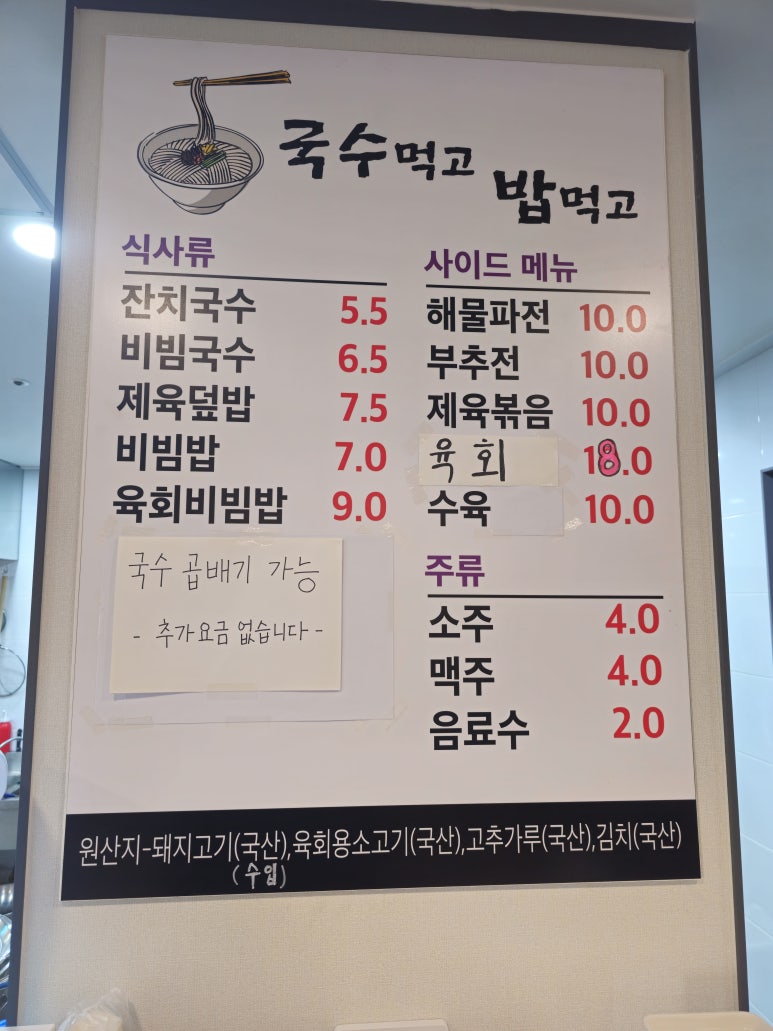 국수먹고
밥먹고
식사류
잔치국수 5.5
비빔국수 6.5
제육덮밥 7.5
비빔밥 7.0
육회비빔밥 9.0
국수 곱배기 가능
- 추가요금 없습니다 -
사이드 메뉴
해물파전 10.0
부추전 10.0
제육볶음 10.0
육회 18.0
수육 10.0
주류
소주 4.0
맥주 4.0
음료수 2.0
원산지-돼지고기(국산),육회용소고기(국산),고추가루(국산),김치(국산)
(수입)